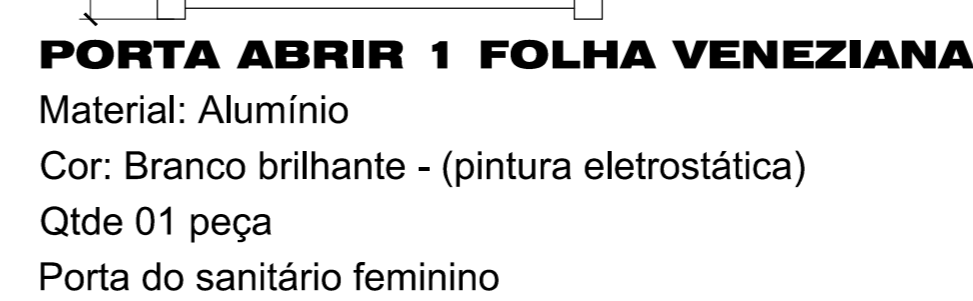 PORTA ABRIR 1 FOLHA VENEZIANA
Material: Alumínio
Cor: Branco brilhante - (pintura eletrostática)
Qtde 01 peça
Porta do sanitário feminino